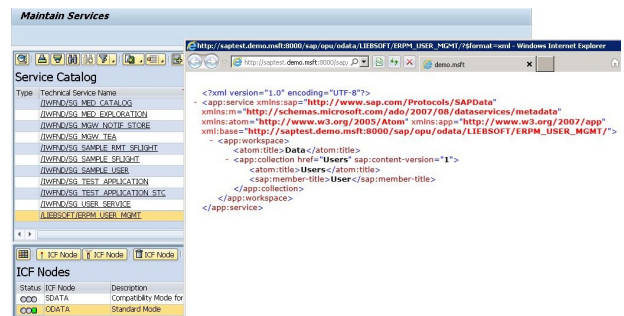 Maintain Services
http://saptest.demo.msft:8000/sap/opu/odata/LIEBSOFT/ERPM_USER_MGMT/?$format=xml - Windows Internet Explorer
http://saptest.demo.msft:8000/sap/
demo.msft
Service Catalog
Type Technical Service Name
/IWFND/SG_MED_CATALOG
/IWFND/SG_MED_EXPLORATION
/IWFND/SG_MGW_NOTIF_STORE
/IWFND/SG_MGW_TEA
/IWFND/SG_SAMPLE_RMT_SFLIGHT
/IWFND/SG_SAMPLE_SFLIGHT
/IWFND/SG_SAMPLE_USER
/IWFND/SG_TEST_APPLICATION
/IWFND/SG_TEST_APPLICATION_STC
/IWFND/SG_USER_SERVICE
/LIEBSOFT/ERPM_USER_MGMT
<?xml version="1.0" encoding="UTF-8"?>
- <app:service xmlns:sap="http://www.sap.com/Protocols/SAPData"
xmlns:m="http://schemas.microsoft.com/ado/2007/08/dataservices/metadata"
xmlns:atom="http://www.w3.org/2005/Atom" xmlns:app="http://www.w3.org/2007/app"
xml:base="http://saptest.demo.msft:8000/sap/opu/odata/LIEBSOFT/ERPM_USER_MGMT/">
- <app:workspace>
<atom:title>Data</atom:title>
- <app:collection href="Users" sap:content-version="1">
<atom:title>Users</atom:title>
<sap:member-title>User</sap:member-title>
</app:collection>
</app:workspace>
</app:service>
ICF Node ICF Node ICF Node
ICF Nodes
Status ICF Node Description
SDATA Compatibility Mode for
ODATA Standard Mode